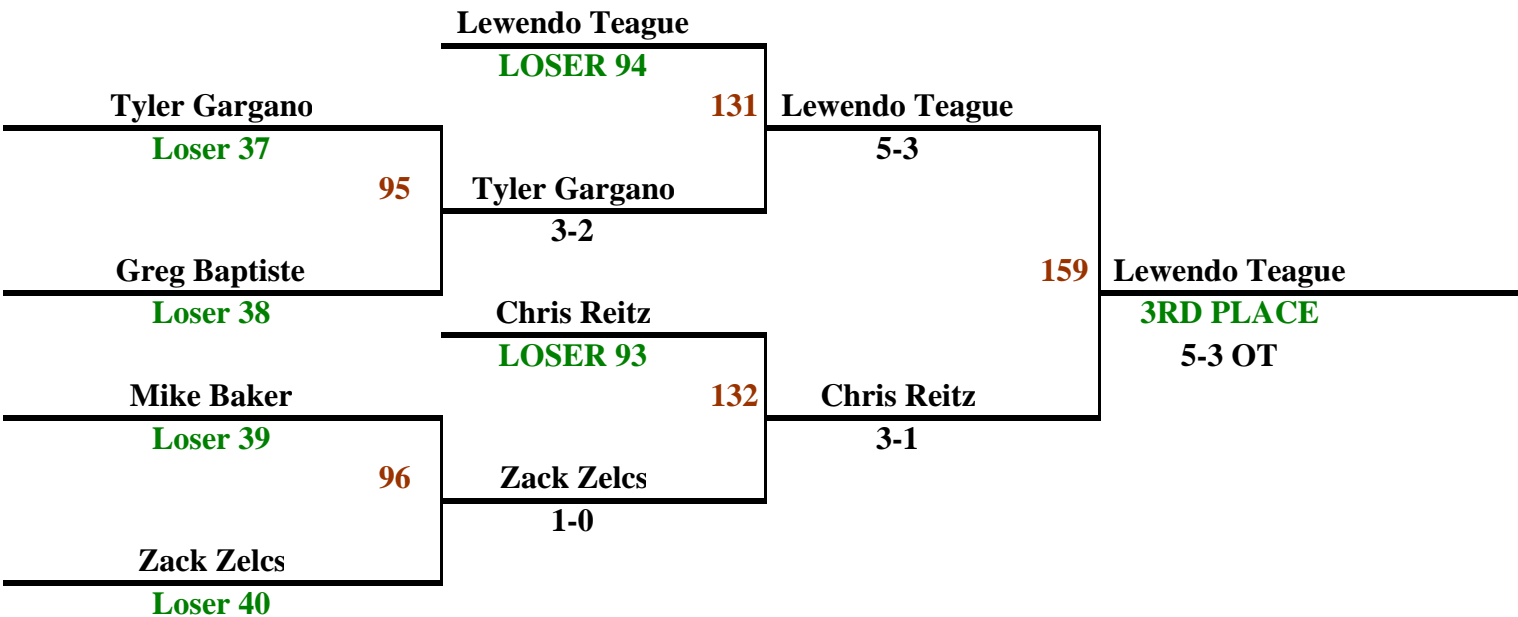 Lewendo Teague
LOSER 94
Tyler Gargano
131
Lewendo Teague
Loser 37
5-3
95
Tyler Gargano
3-2
Greg Baptiste
159
Lewendo Teague
Loser 38
Chris Reitz
3RD PLACE
LOSER 93
5-3 OT
Mike Baker
132
Chris Reitz
Loser 39
3-1
96
Zack Zelcs
1-0
Zack Zelcs
Loser 40